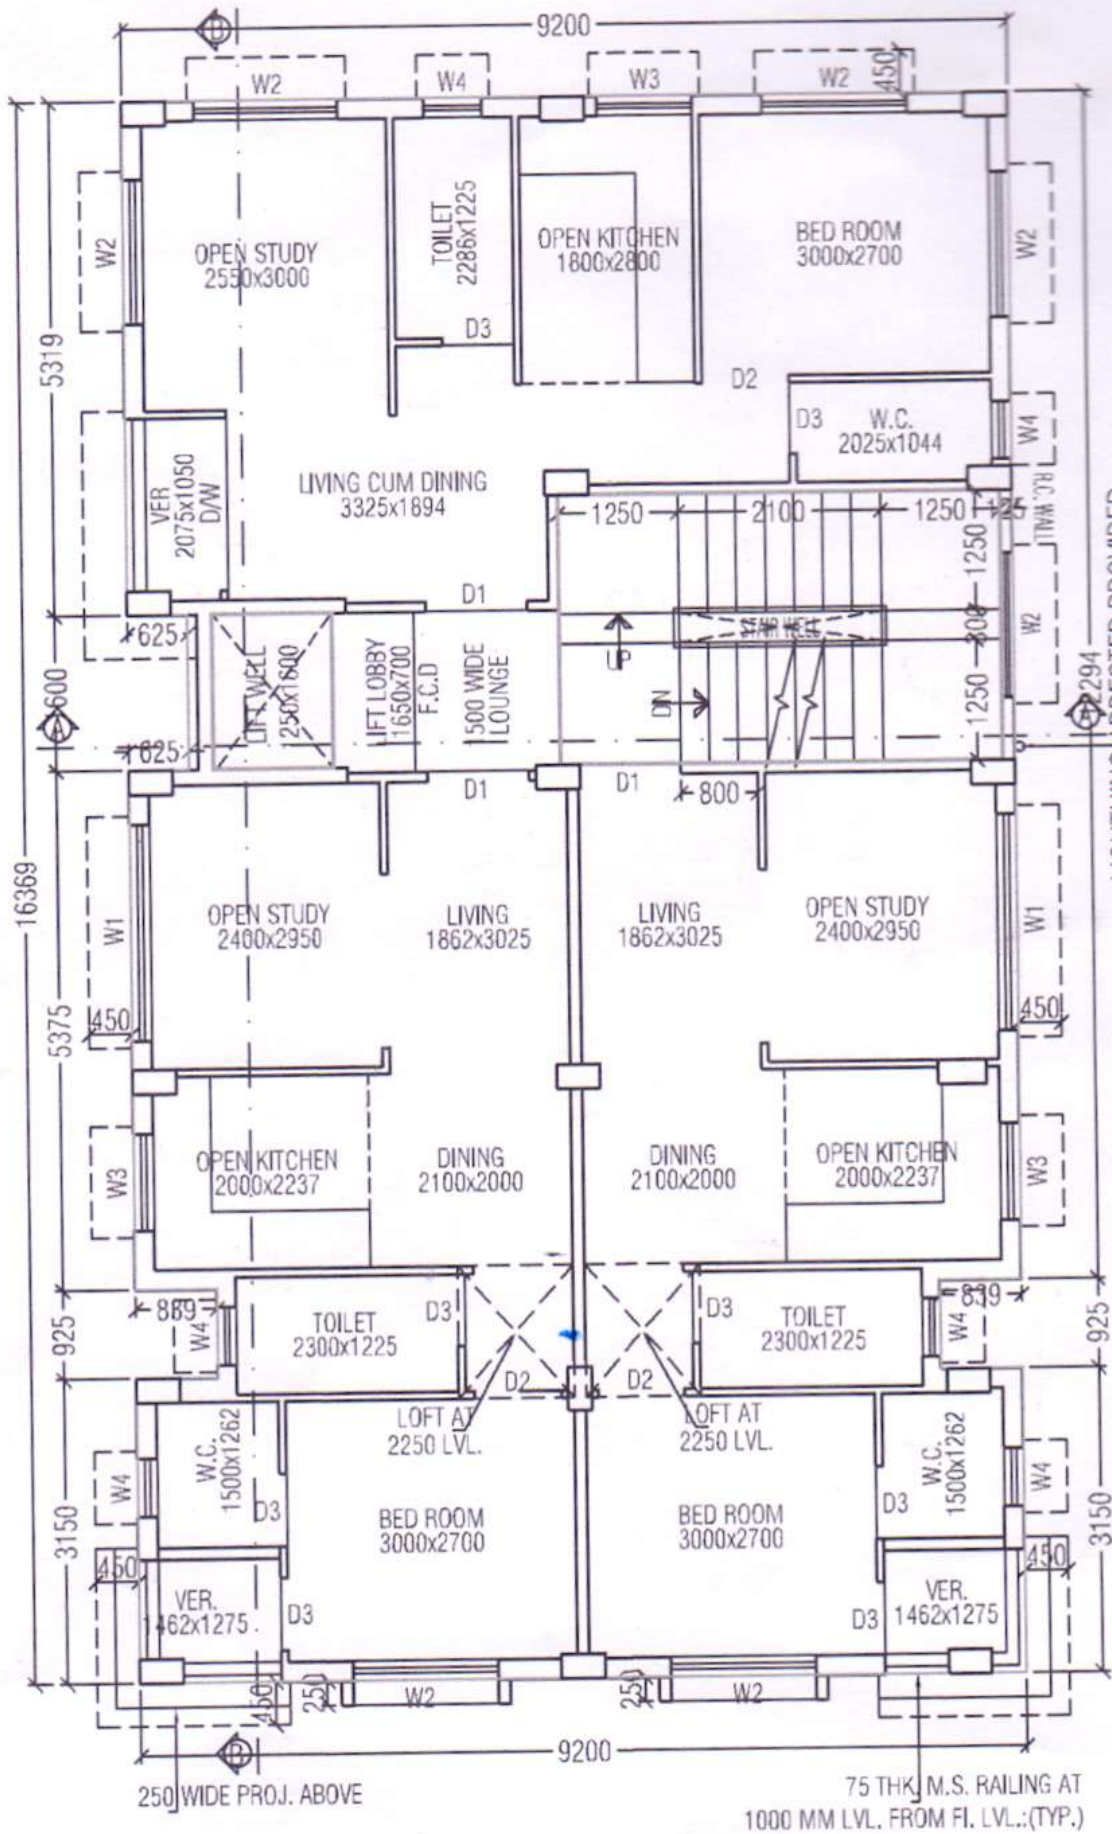 B
9200
W2
W4
W3
W2
450
OPEN STUDY
2550x3000
TOILET
2286x1225
OPEN KITCHEN
1800x2800
BED ROOM
3000x2700
W2
W2
5319
D3
D2
D3
W.C.
2025x1044
W4
R.C. WALL
VER
2075x1050
D/W
LIVING CUM DINING
3325x1894
1250
2100
1250
125
1250
D1
STAIR WELL
800
W2
625
UP
LIFT WELL
1250x1600
LIFT LOBBY
1650x700
F.C.D
1500 WIDE
LOUNGE
DN
1250
1600
A
625
A
D1
D1
800
16369
OPEN STUDY
2400x2950
LIVING
1862x3025
LIVING
1862x3025
OPEN STUDY
2400x2950
W1
W1
450
450
5375
OPEN KITCHEN
2000x2237
DINING
2100x2000
DINING
2100x2000
OPEN KITCHEN
2000x2237
W3
W3
889
TOILET
2300x1225
D3
D3
TOILET
2300x1225
W4
W4
925
925
D2
D2
LOFT AT
2250 LVL.
LOFT AT
2250 LVL.
W.C.
1500x1262
W.C.
1500x1262
W4
W4
D3
D3
3150
3150
BED ROOM
3000x2700
BED ROOM
3000x2700
450
450
VER.
1462x1275
D3
D3
VER.
1462x1275
450
250
W2
250
W2
B
9200
250 WIDE PROJ. ABOVE
75 THK. M.S. RAILING AT
1000 MM LVL. FROM FI. LVL.:(TYP.)